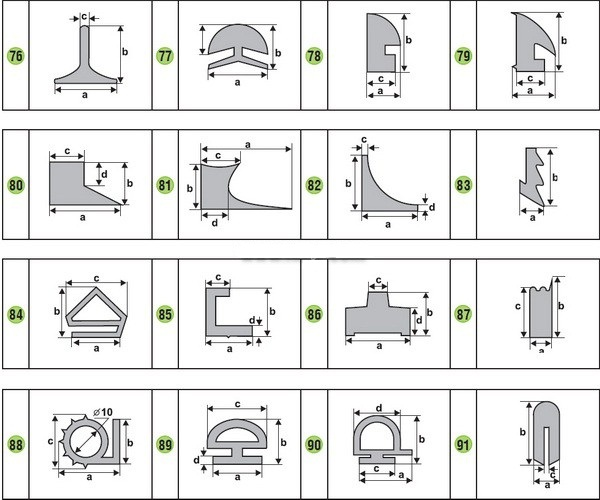 76 c b a 77 c b a 78 b c a 79 b c a
80 c d b a 81 a c b d 82 c b d a 83 b a
84 c b a 85 c b d a 86 c b d a 87 c b a
88 ⌀10 c b a 89 c b d a 90 d b c a 91 b c a